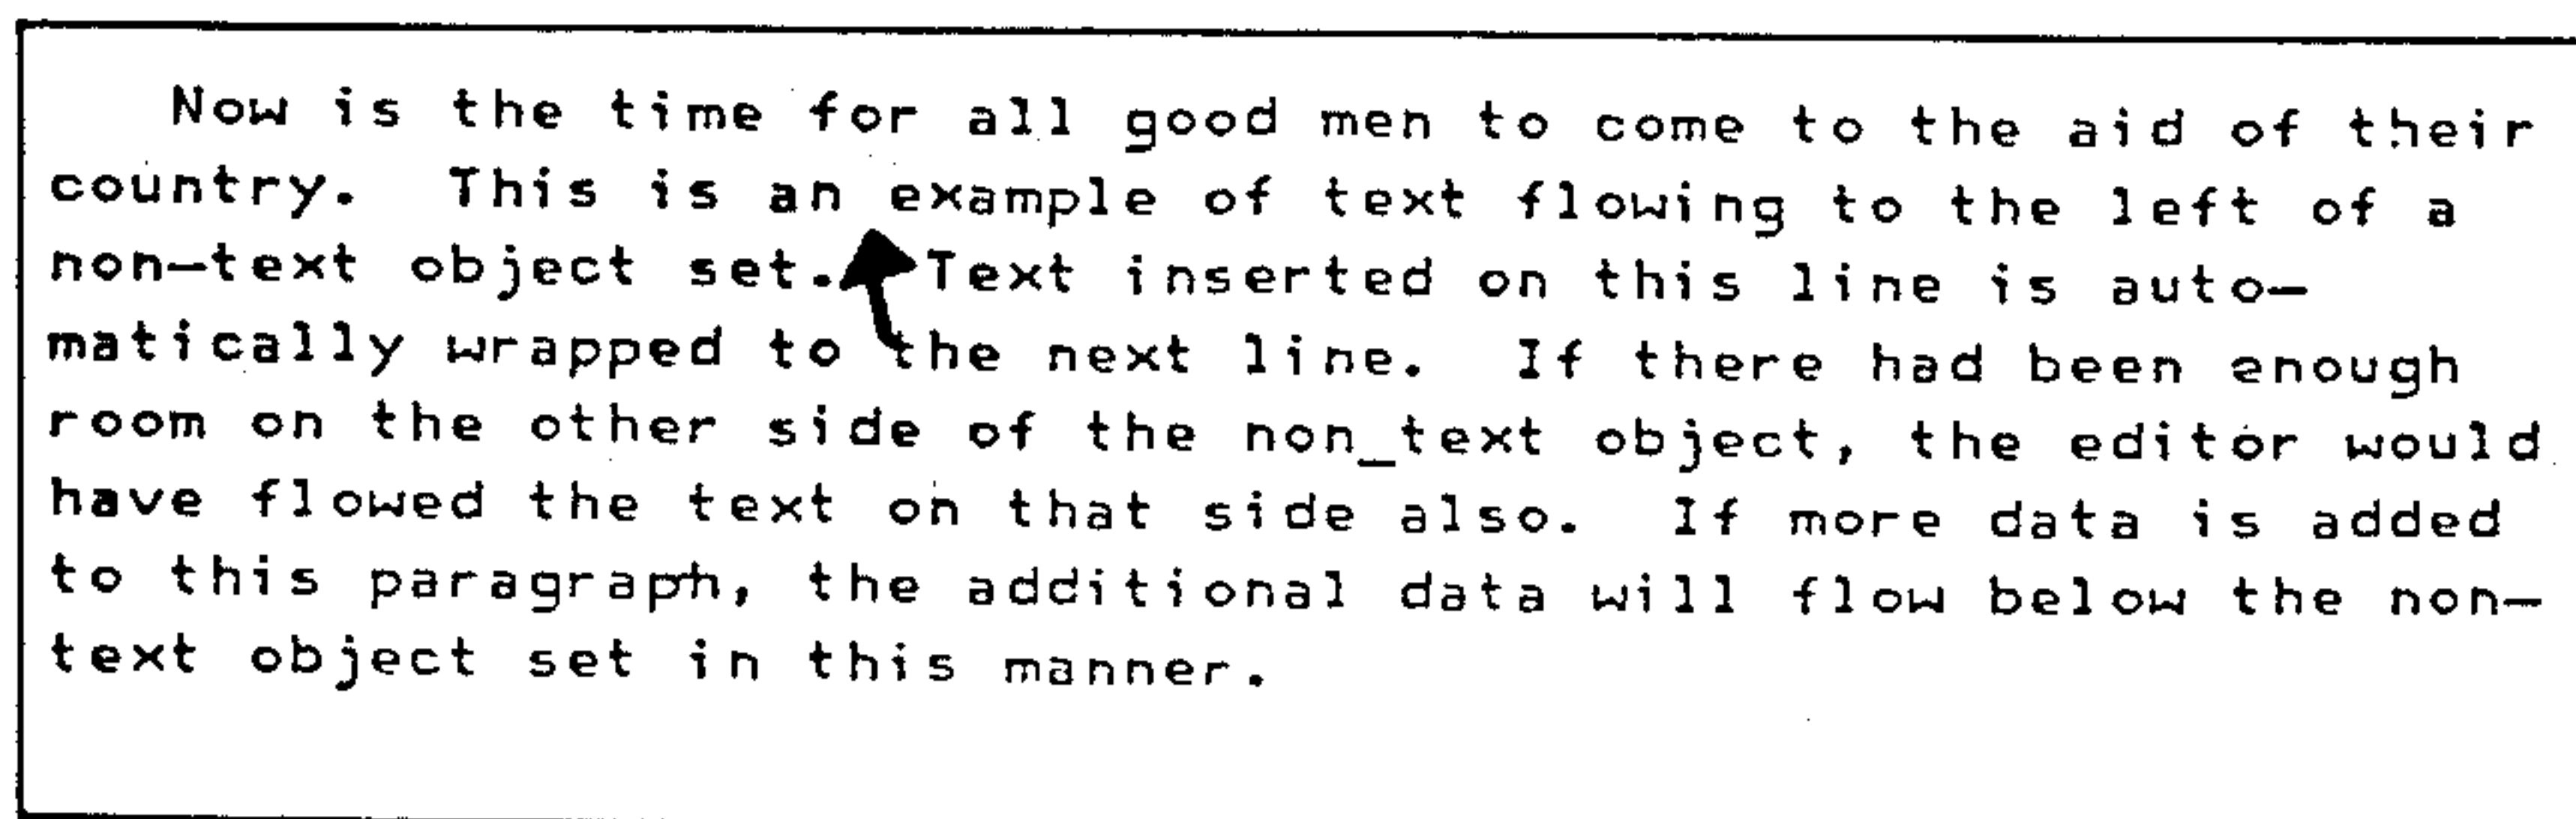 Now is the time for all good men to come to the aid of their
country. This is an example of text flowing to the left of a
non-text object set. Text inserted on this line is auto-
matically wrapped to the next line. If there had been enough
room on the other side of the non_text object, the editor would
have flowed the text on that side also. If more data is added
to this paragraph, the additional data will flow below the non-
text object set in this manner.